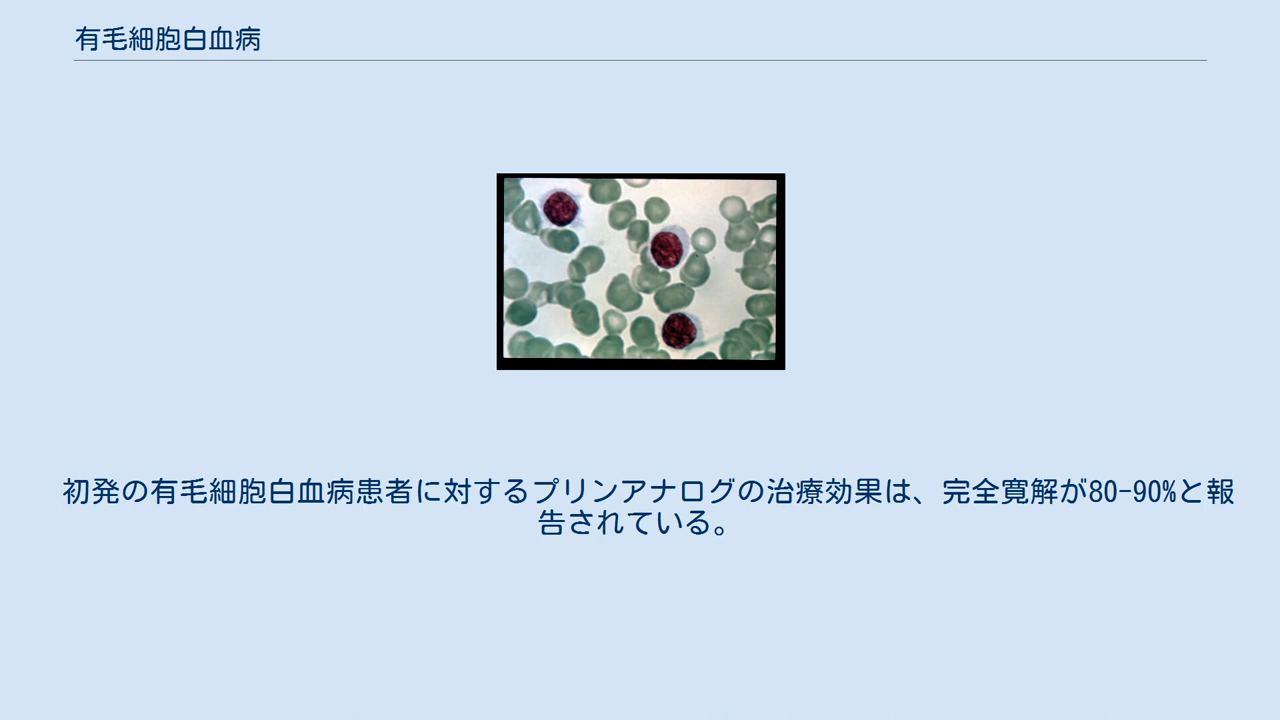 有毛細胞白血病
初発の有毛細胞白血病患者に対するプリンアナログの治療効果は、完全寛解が80-90%と報
告されている。